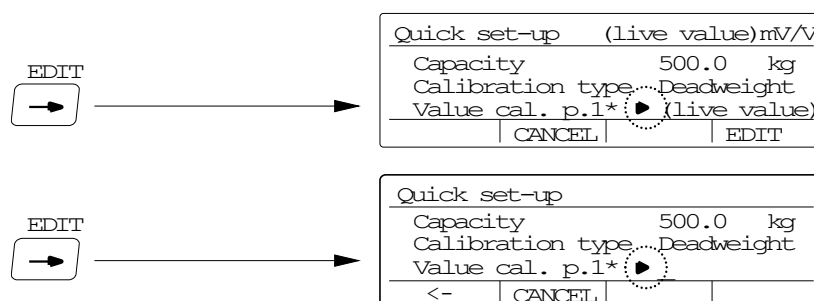 EDIT
Quick set-up (live value)mV/V
Capacity 500.0 kg
Calibration type Deadweight
Value cal. p.1* (live value)
CANCEL EDIT
EDIT
Quick set-up
Capacity 500.0 kg
Calibration type Deadweight
Value cal. p.1*
<- CANCEL